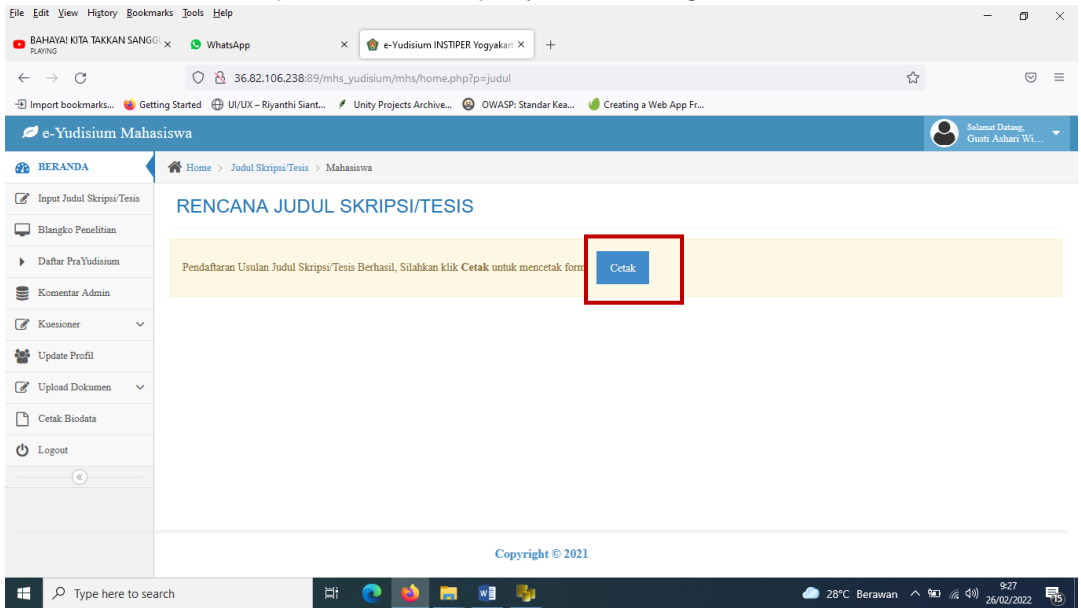 File Edit View History Bookmarks Tools Help
BAHAYA! KITA TAKKAN SANGG
PLAYING
WhatsApp
e-Yudisium INSTIPER Yogyakart
36.82.106.238:89/mhs_yudisium/mhs/home.php?p=judul
Import bookmarks... Getting Started UI/UX – Riyanthi Siant... Unity Projects Archive... OWASP: Standar Kea... Creating a Web App Fr...
e-Yudisium Mahasiswa
Selamat Datang,
Gusti Ashari Wi...
BERANDA
Home > Judul Skripsi/Tesis > Mahasiswa
Input Judul Skripsi/Tesis
RENCANA JUDUL SKRIPSI/TESIS
Blangko Penelitian
Daftar PraYudisium
Pendaftaran Usulan Judul Skripsi/Tesis Berhasil, Silahkan klik Cetak untuk mencetak form
Cetak
Komentar Admin
Kuesioner
Update Profil
Upload Dokumen
Cetak Biodata
Logout
Copyright © 2021
Type here to search
28°C Berawan
9:27
26/02/2022
15